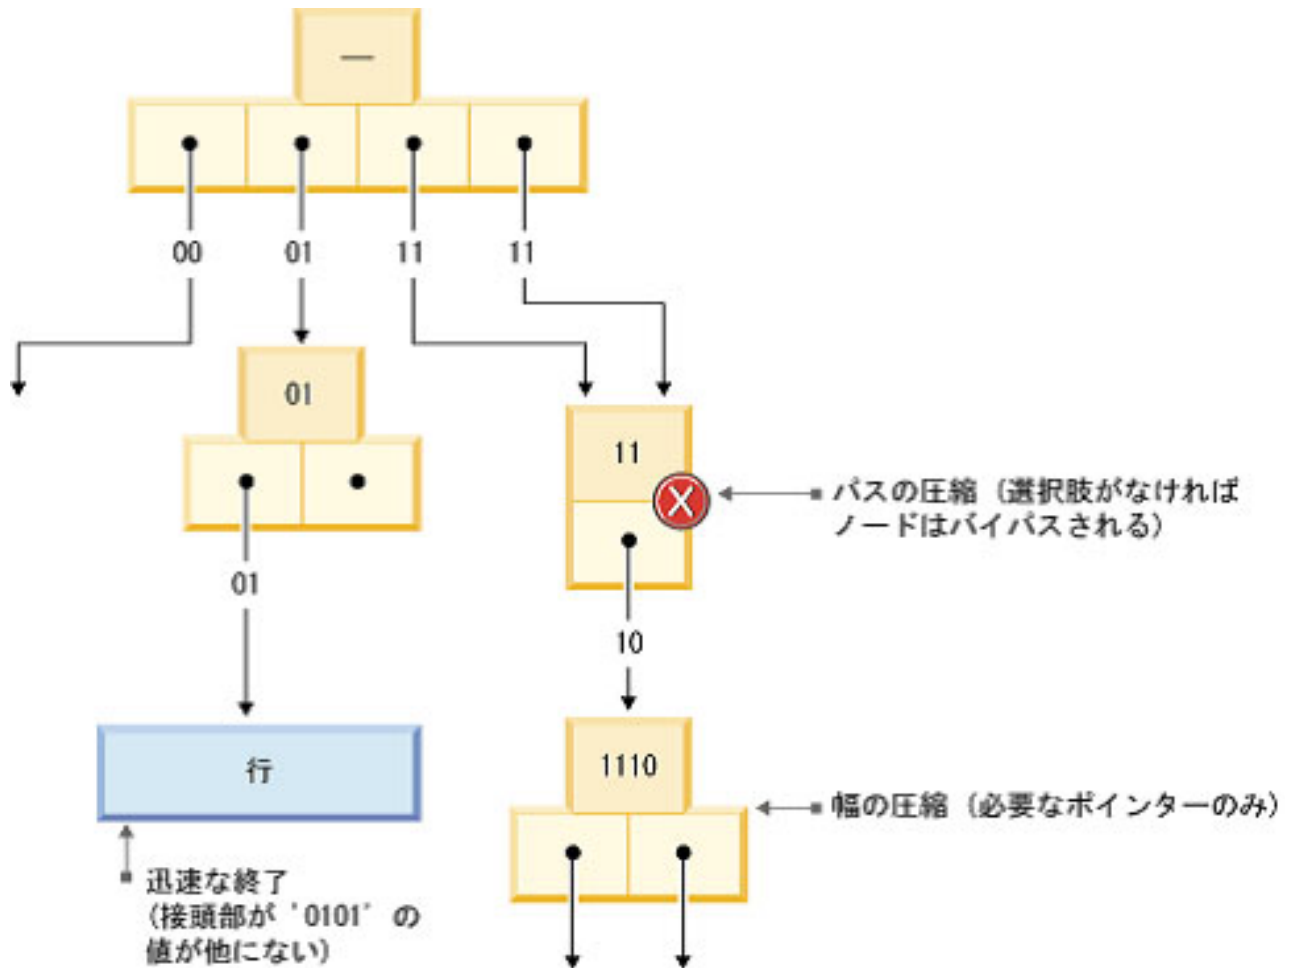 —
00
01
11
11
01
11
パスの圧縮（選択肢がなければ
ノードはバイパスされる）
01
10
行
1110
幅の圧縮（必要なポインターのみ）
迅速な終了
（接頭部が '0101' の
値が他にない）